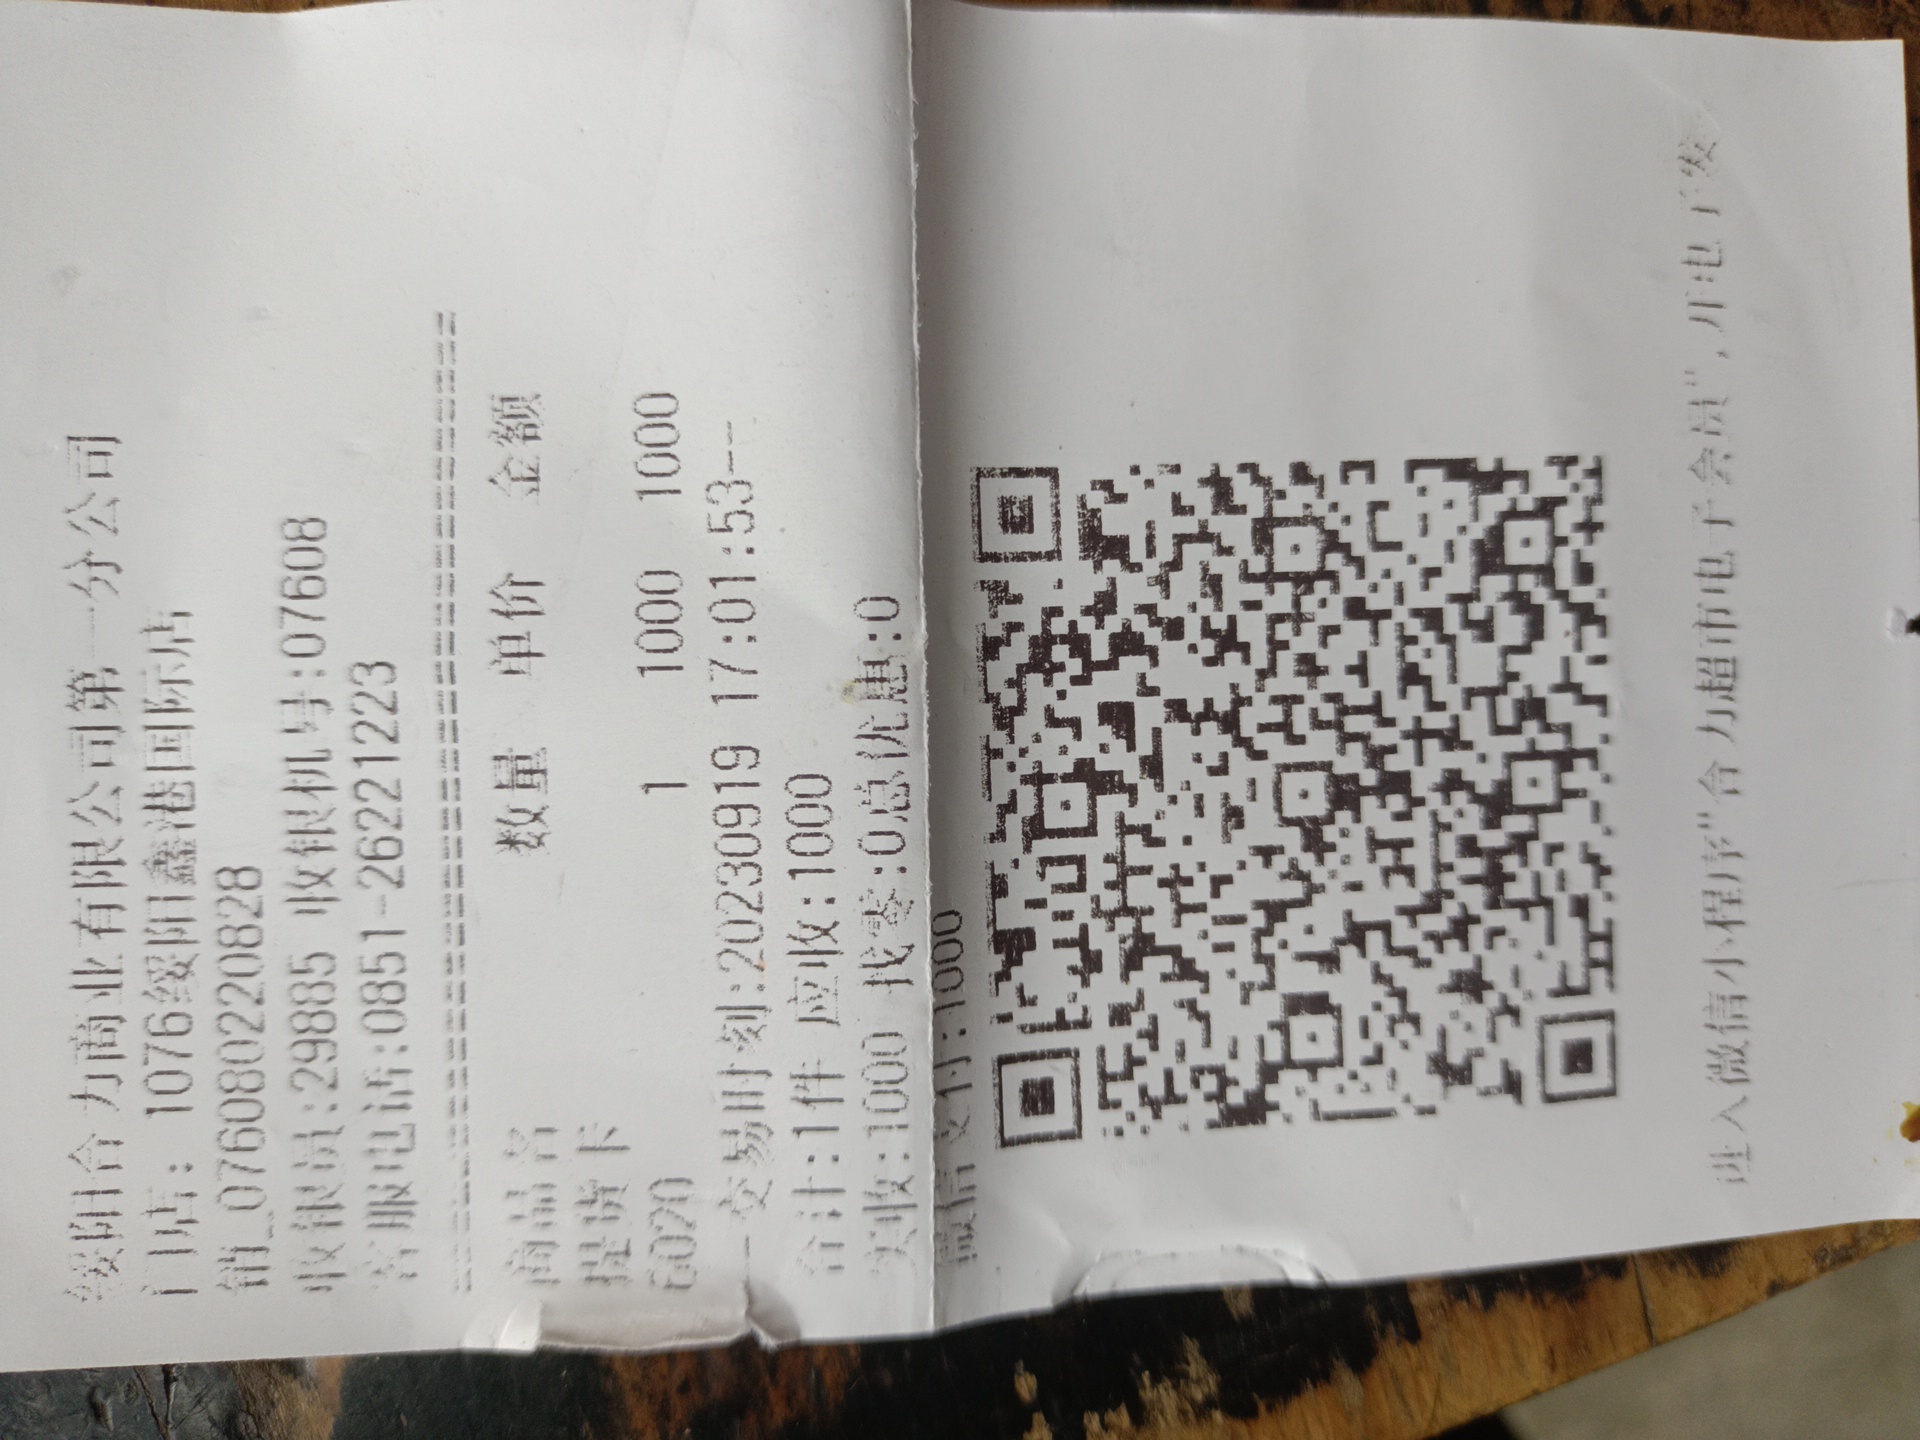 绥阳合力商业有限公司第一分公司
门店: 1076绥阳鑫港国际店
销_07608022082​8
收银员:29885 收银机号:07608
客服电话:0851-26221223
商品名 数量 单价 金额
提货卡
6020 1 1000 1000
--交易时刻:20230919 17:01:53--
合计:1件 应收:1000
实收:1000 找零:0总优惠:0
微信支付:1000
进入微信小程序"合力超市电子会员",开电子发